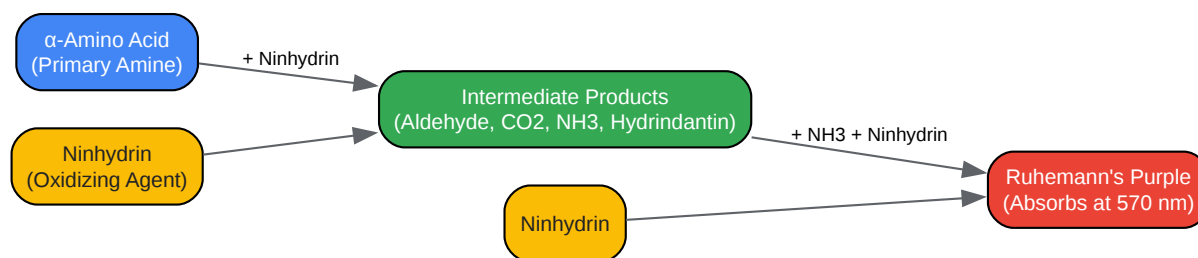 α-Amino Acid
(Primary Amine)
+ Ninhydrin
Ninhydrin
(Oxidizing Agent)
Intermediate Products
(Aldehyde, CO2, NH3, Hydrindantin)
+ NH3 + Ninhydrin
Ninhydrin
Ruhemann's Purple
(Absorbs at 570 nm)